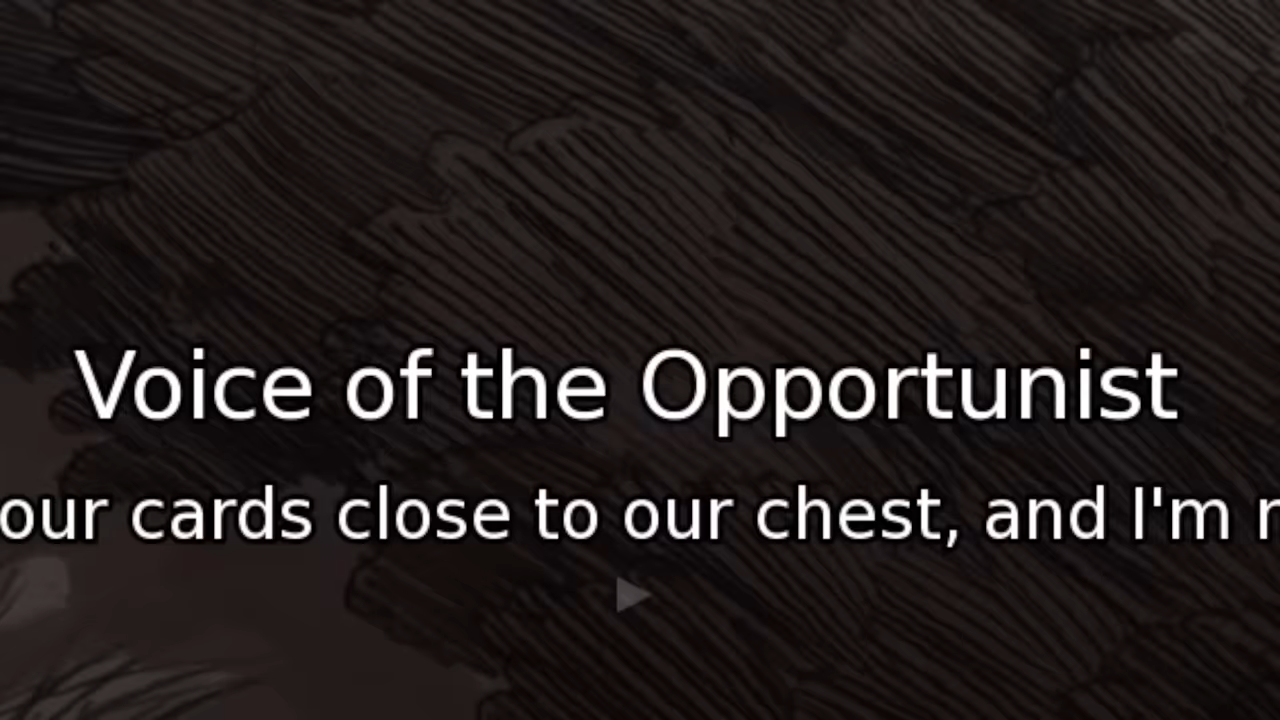 Voice of the Opportunist
our cards close to our chest, and I'm